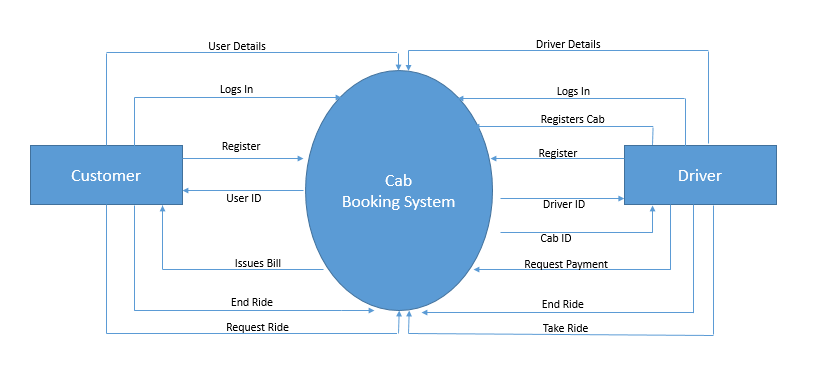 User Details
Driver Details
Logs In
Logs In
Registers Cab
Register
Register
Customer
Cab
Booking System
Driver
User ID
Driver ID
Cab ID
Issues Bill
Request Payment
End Ride
End Ride
Request Ride
Take Ride